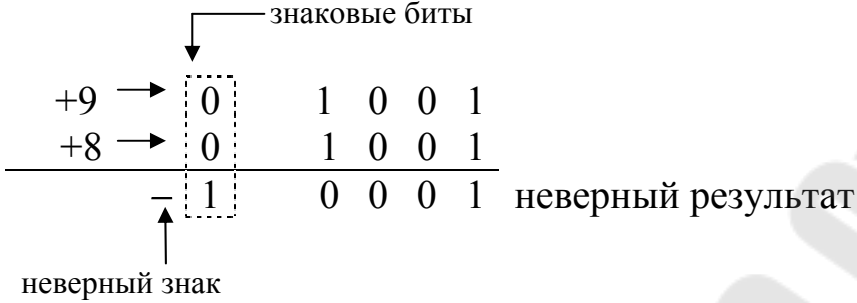 знаковые биты
+9 0 1 0 0 1
+8 0 1 0 0 1
– 1 0 0 0 1 неверный результат
неверный знак